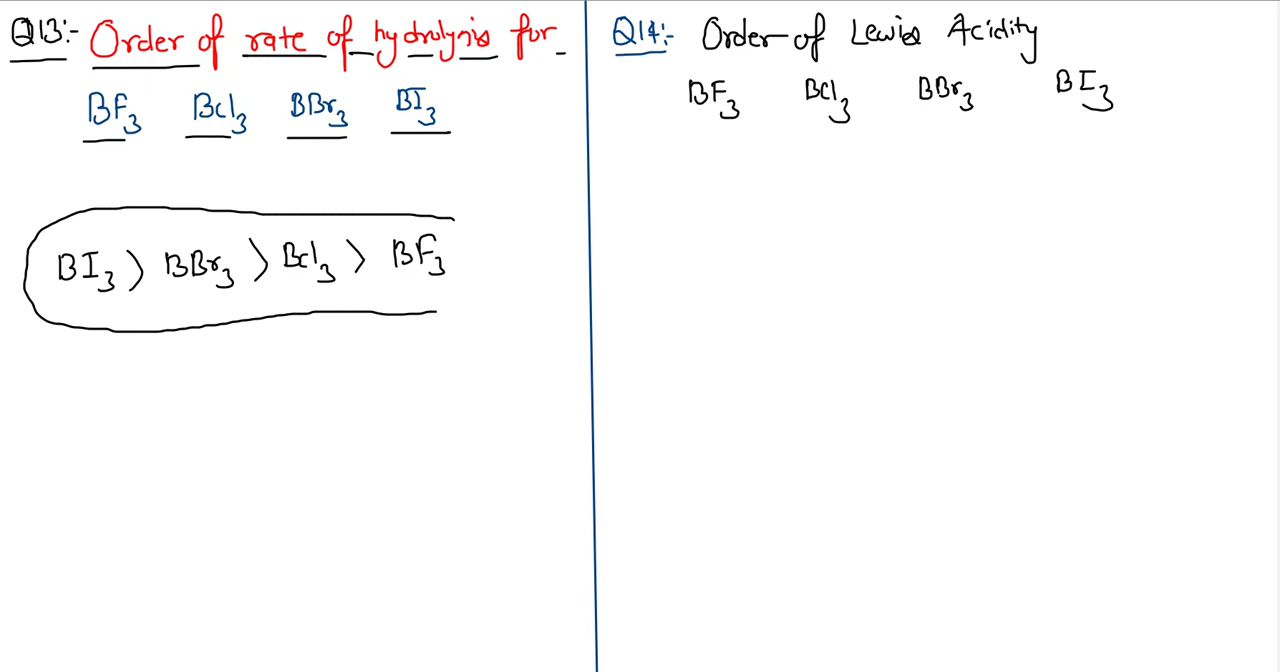 Q13:- Order of rate of hydrolysis for
BF3 BCl3 BBr3 BI3
BI3 > BBr3 > BCl3 > BF3
Q14:- Order of Lewis Acidity
BF3 BCl3 BBr3 BI3